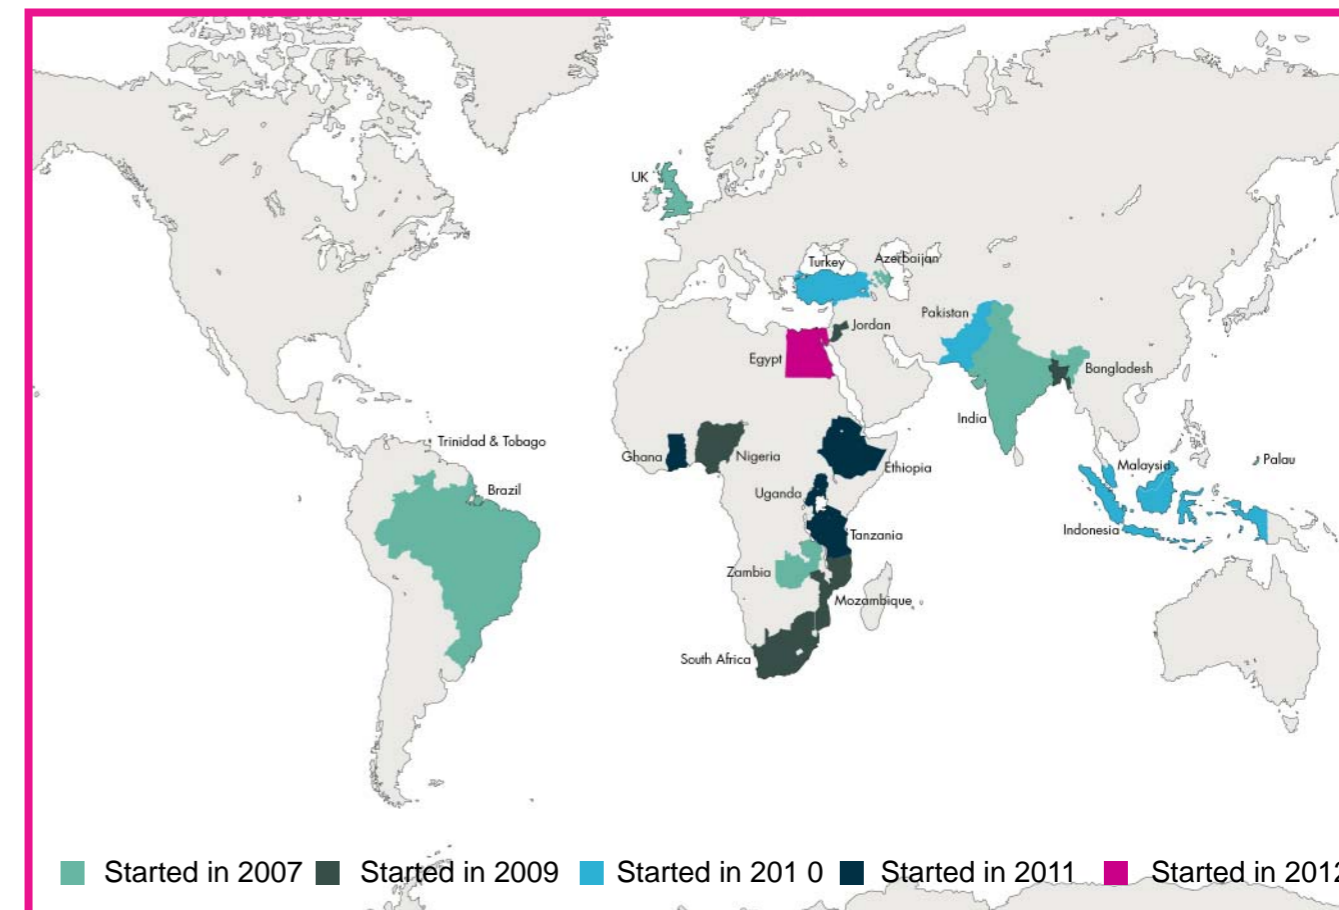 UK
Turkey
Azerbaijan
Pakistan
Jordan
Egypt
Bangladesh
India
Trinidad & Tobago
Ghana
Nigeria
Ethiopia
Malaysia
Palau
Brazil
Uganda
Indonesia
Tanzania
Zambia
Mozambique
South Africa
Started in 2007 Started in 2009 Started in 201 0 Started in 2011 Started in 2012